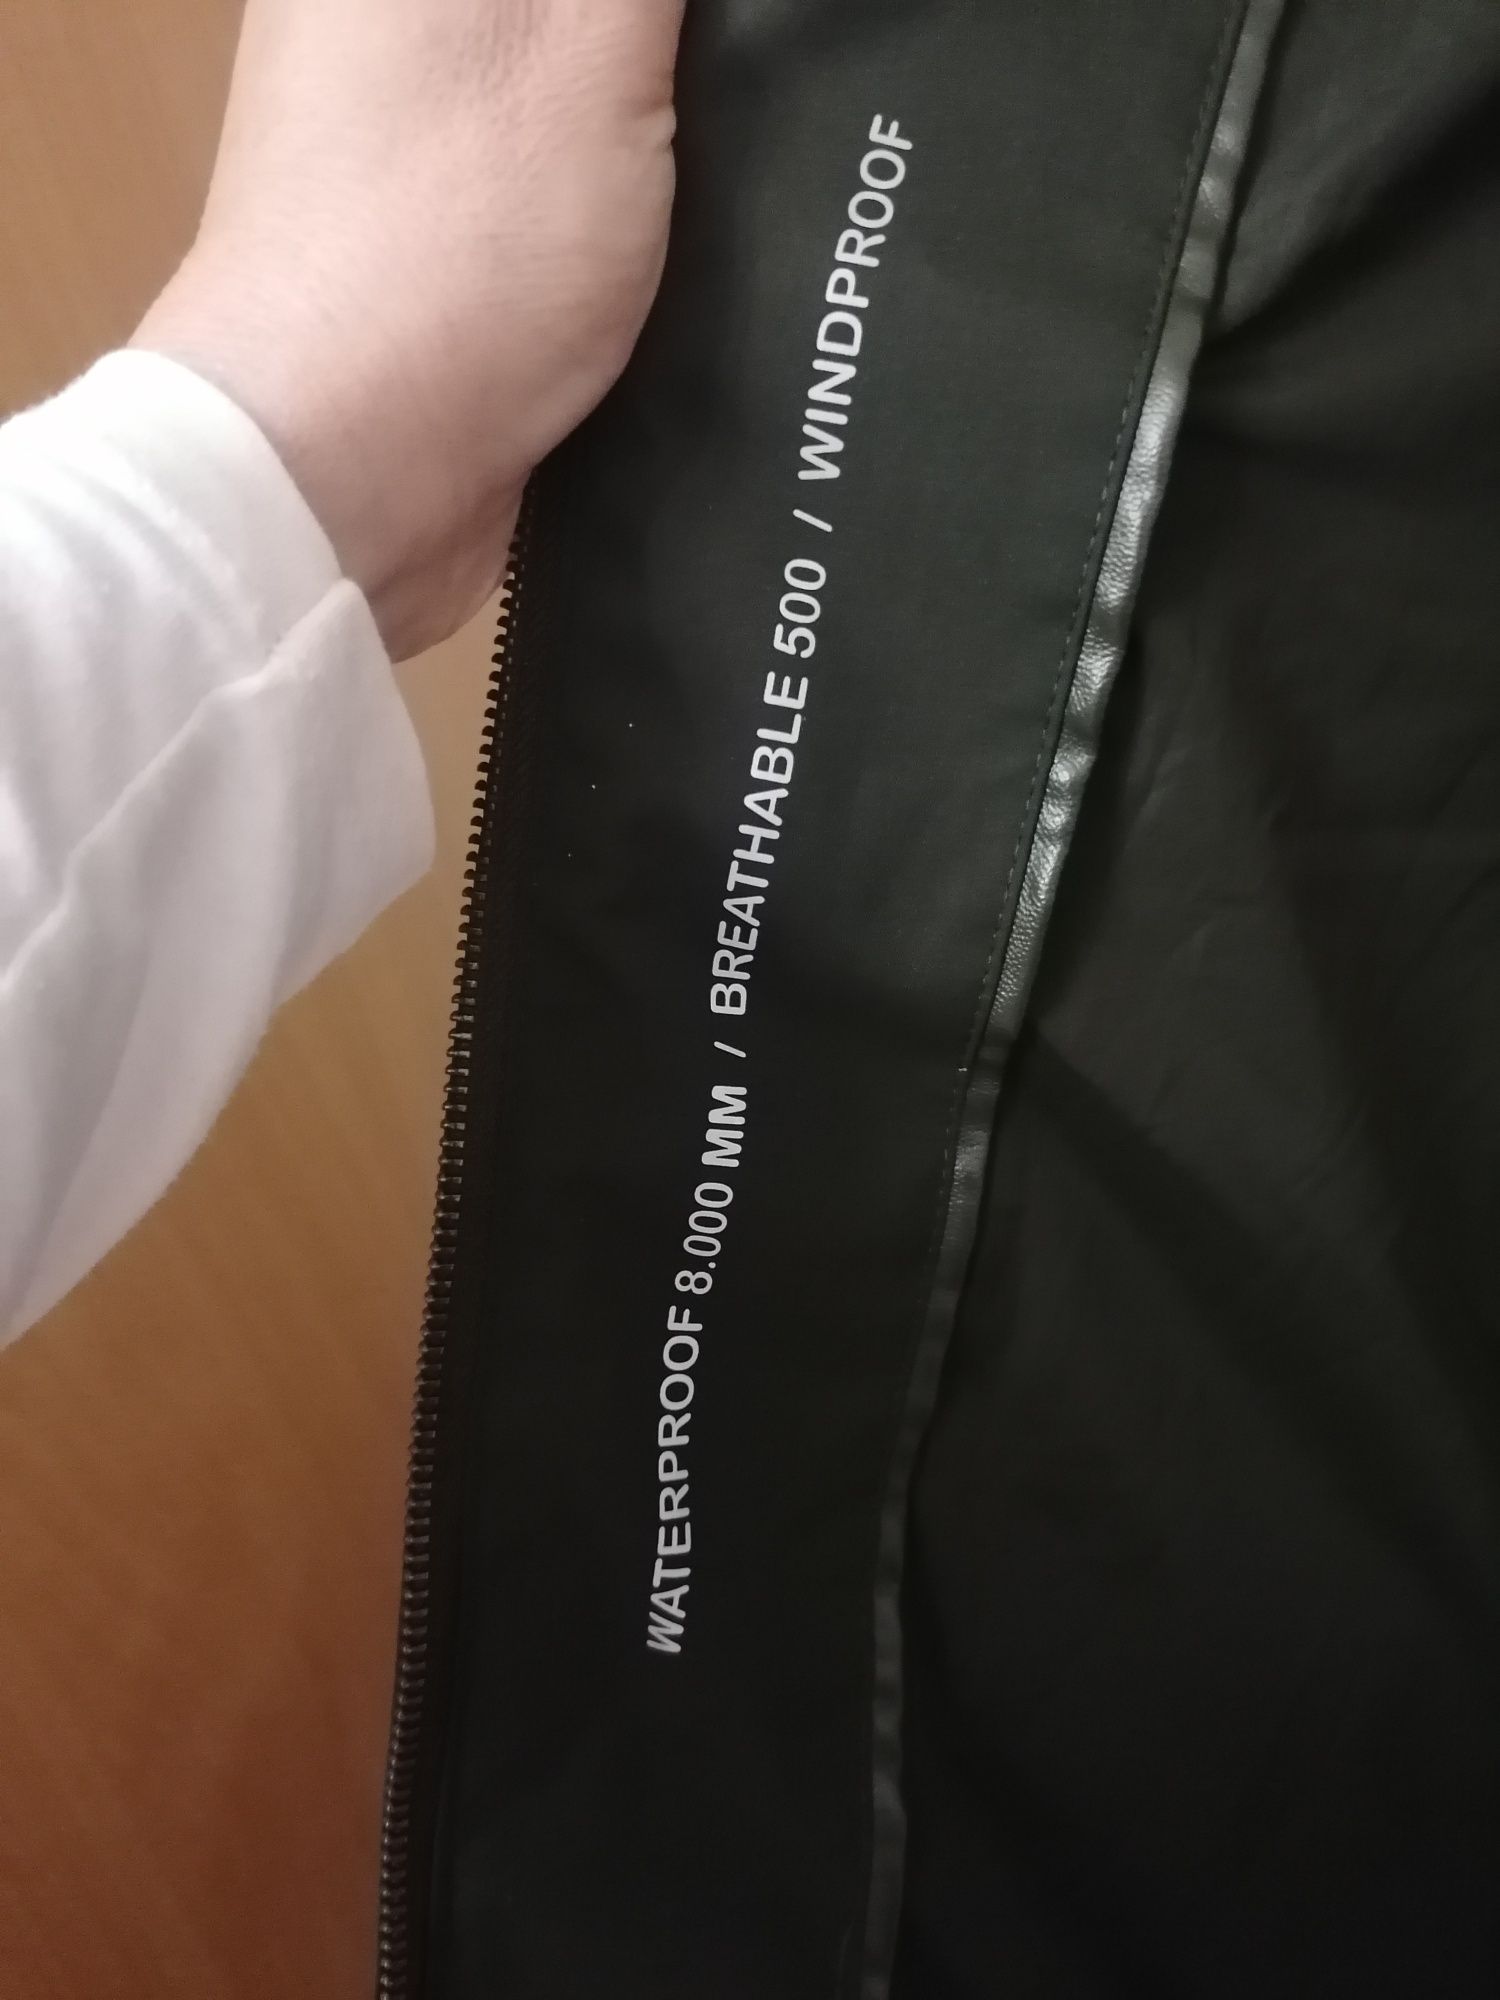 WATERPROOF 8.000 MM / BREATHABLE 500 / WINDPROOF